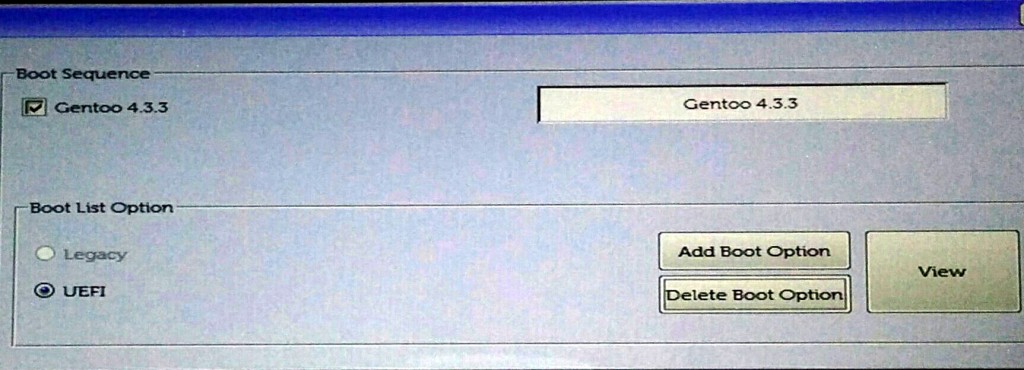 Boot Sequence
Gentoo 4.3.3
Gentoo 4.3.3
Boot List Option
Legacy
UEFI
Add Boot Option
Delete Boot Option
View